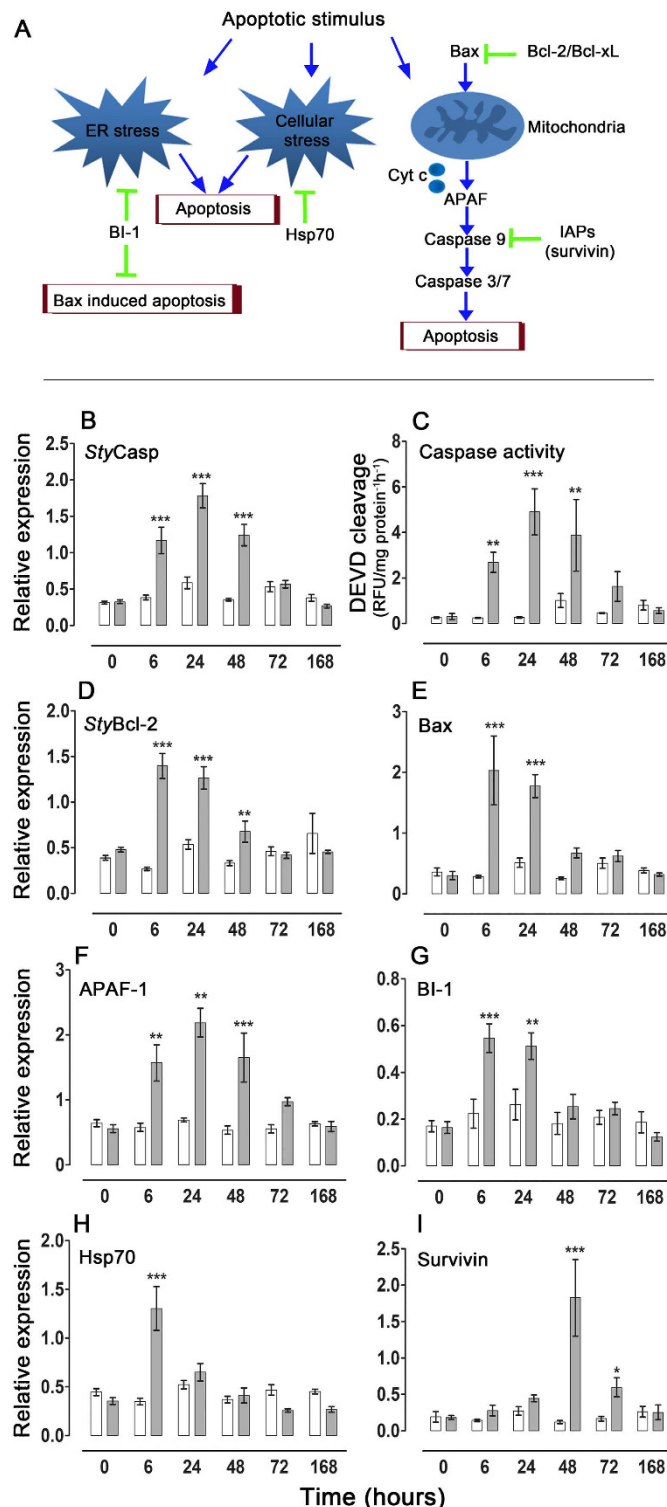 A
Apoptotic stimulus
Bax
Bcl-2/Bcl-xL
ER stress
Cellular
stress
Mitochondria
Cyt c
APAF
Apoptosis
BI-1
Hsp70
Caspase 9
IAPs
(survivin)
Bax induced apoptosis
Caspase 3/7
Apoptosis
B
StyCasp
Relative expression
2.5
2.0
1.5
1.0
0.5
0.0
***
***
***
0 6 24 48 72 168
C
Caspase activity
DEVD cleavage
(RFU/mg protein⁻¹h⁻¹)
8
6
4
2
0
**
***
**
0 6 24 48 72 168
D
StyBcl-2
Relative expression
2.0
1.5
1.0
0.5
0.0
***
***
**
0 6 24 48 72 168
E
Bax
3
2
1
0
***
***
0 6 24 48 72 168
F
APAF-1
Relative expression
3
2
1
0
**
**
***
0 6 24 48 72 168
G
BI-1
0.8
0.6
0.4
0.2
0.0
***
**
0 6 24 48 72 168
H
Hsp70
Relative expression
2.0
1.5
1.0
0.5
0.0
***
0 6 24 48 72 168
I
Survivin
2.5
2.0
1.5
1.0
0.5
0.0
***
*
0 6 24 48 72 168
Time (hours)